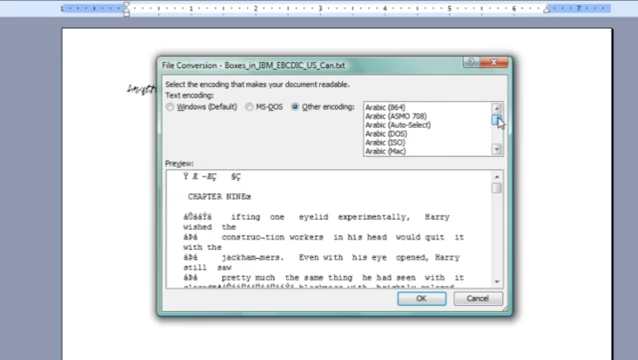 File Conversion - Boxes_in_IBM_EBCDIC_US_Can.txt
Select the encoding that makes your document readable.
Text encoding:
Windows (Default) MS-DOS Other encoding:
Arabic (864)
Arabic (ASMO 708)
Arabic (Auto-Select)
Arabic (DOS)
Arabic (ISO)
Arabic (Mac)
Preview:
CHAPTER NINE
ifting one eyelid experimentally, Harry
wished the
construc¬tion workers in his head would quit it
with the
jackham¬mers. Even with his eye opened, Harry
still saw
pretty much the same thing he had seen with it
blackness with brightly colored
OK Cancel